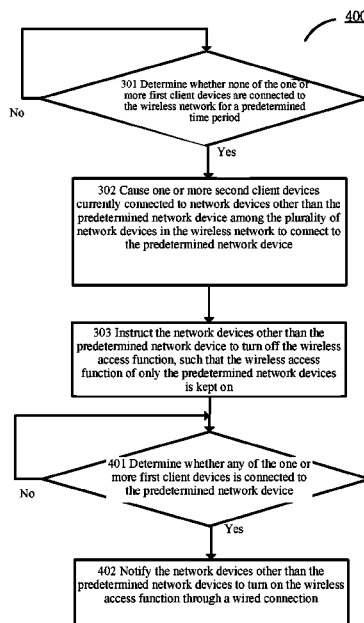 400
301 Determine whether none of the one or
more first client devices are connected to
the wireless network for a predetermined
time period
No
Yes
302 Cause one or more second client devices
currently connected to network devices other than the
predetermined network device among the plurality of
network devices in the wireless network to connect to
the predetermined network device
303 Instruct the network devices other than the
predetermined network device to turn off the wireless
access function, such that the wireless access
function of only the predetermined network devices
is kept on
401 Determine whether any of the one or
more first client devices is connected to
the predetermined network device
No
Yes
402 Notify the network devices other than the
predetermined network devices to turn on the wireless
access function through a wired connection